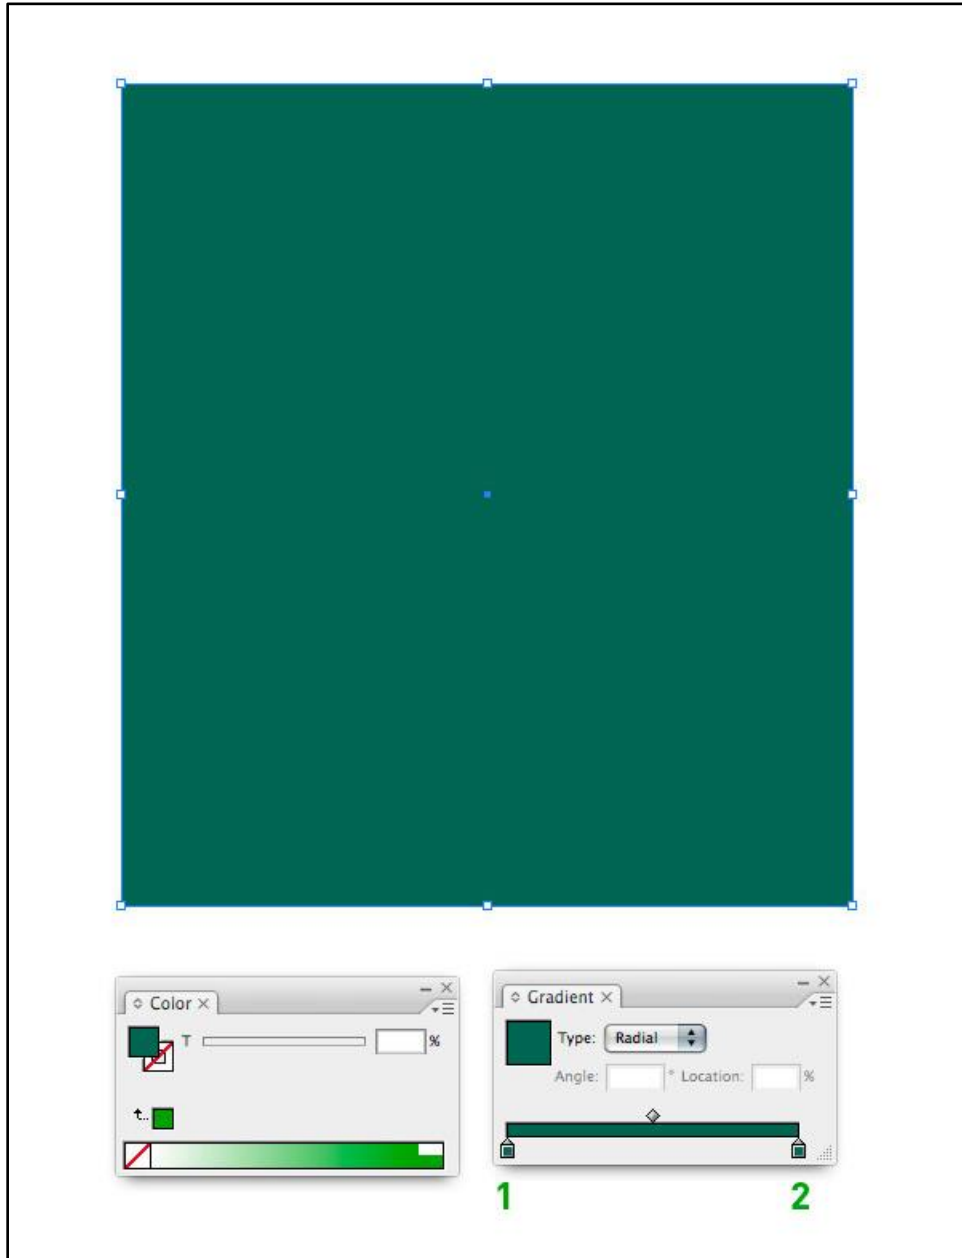 Color
T %
Gradient
Type: Radial
Angle: ° Location: %
1 2